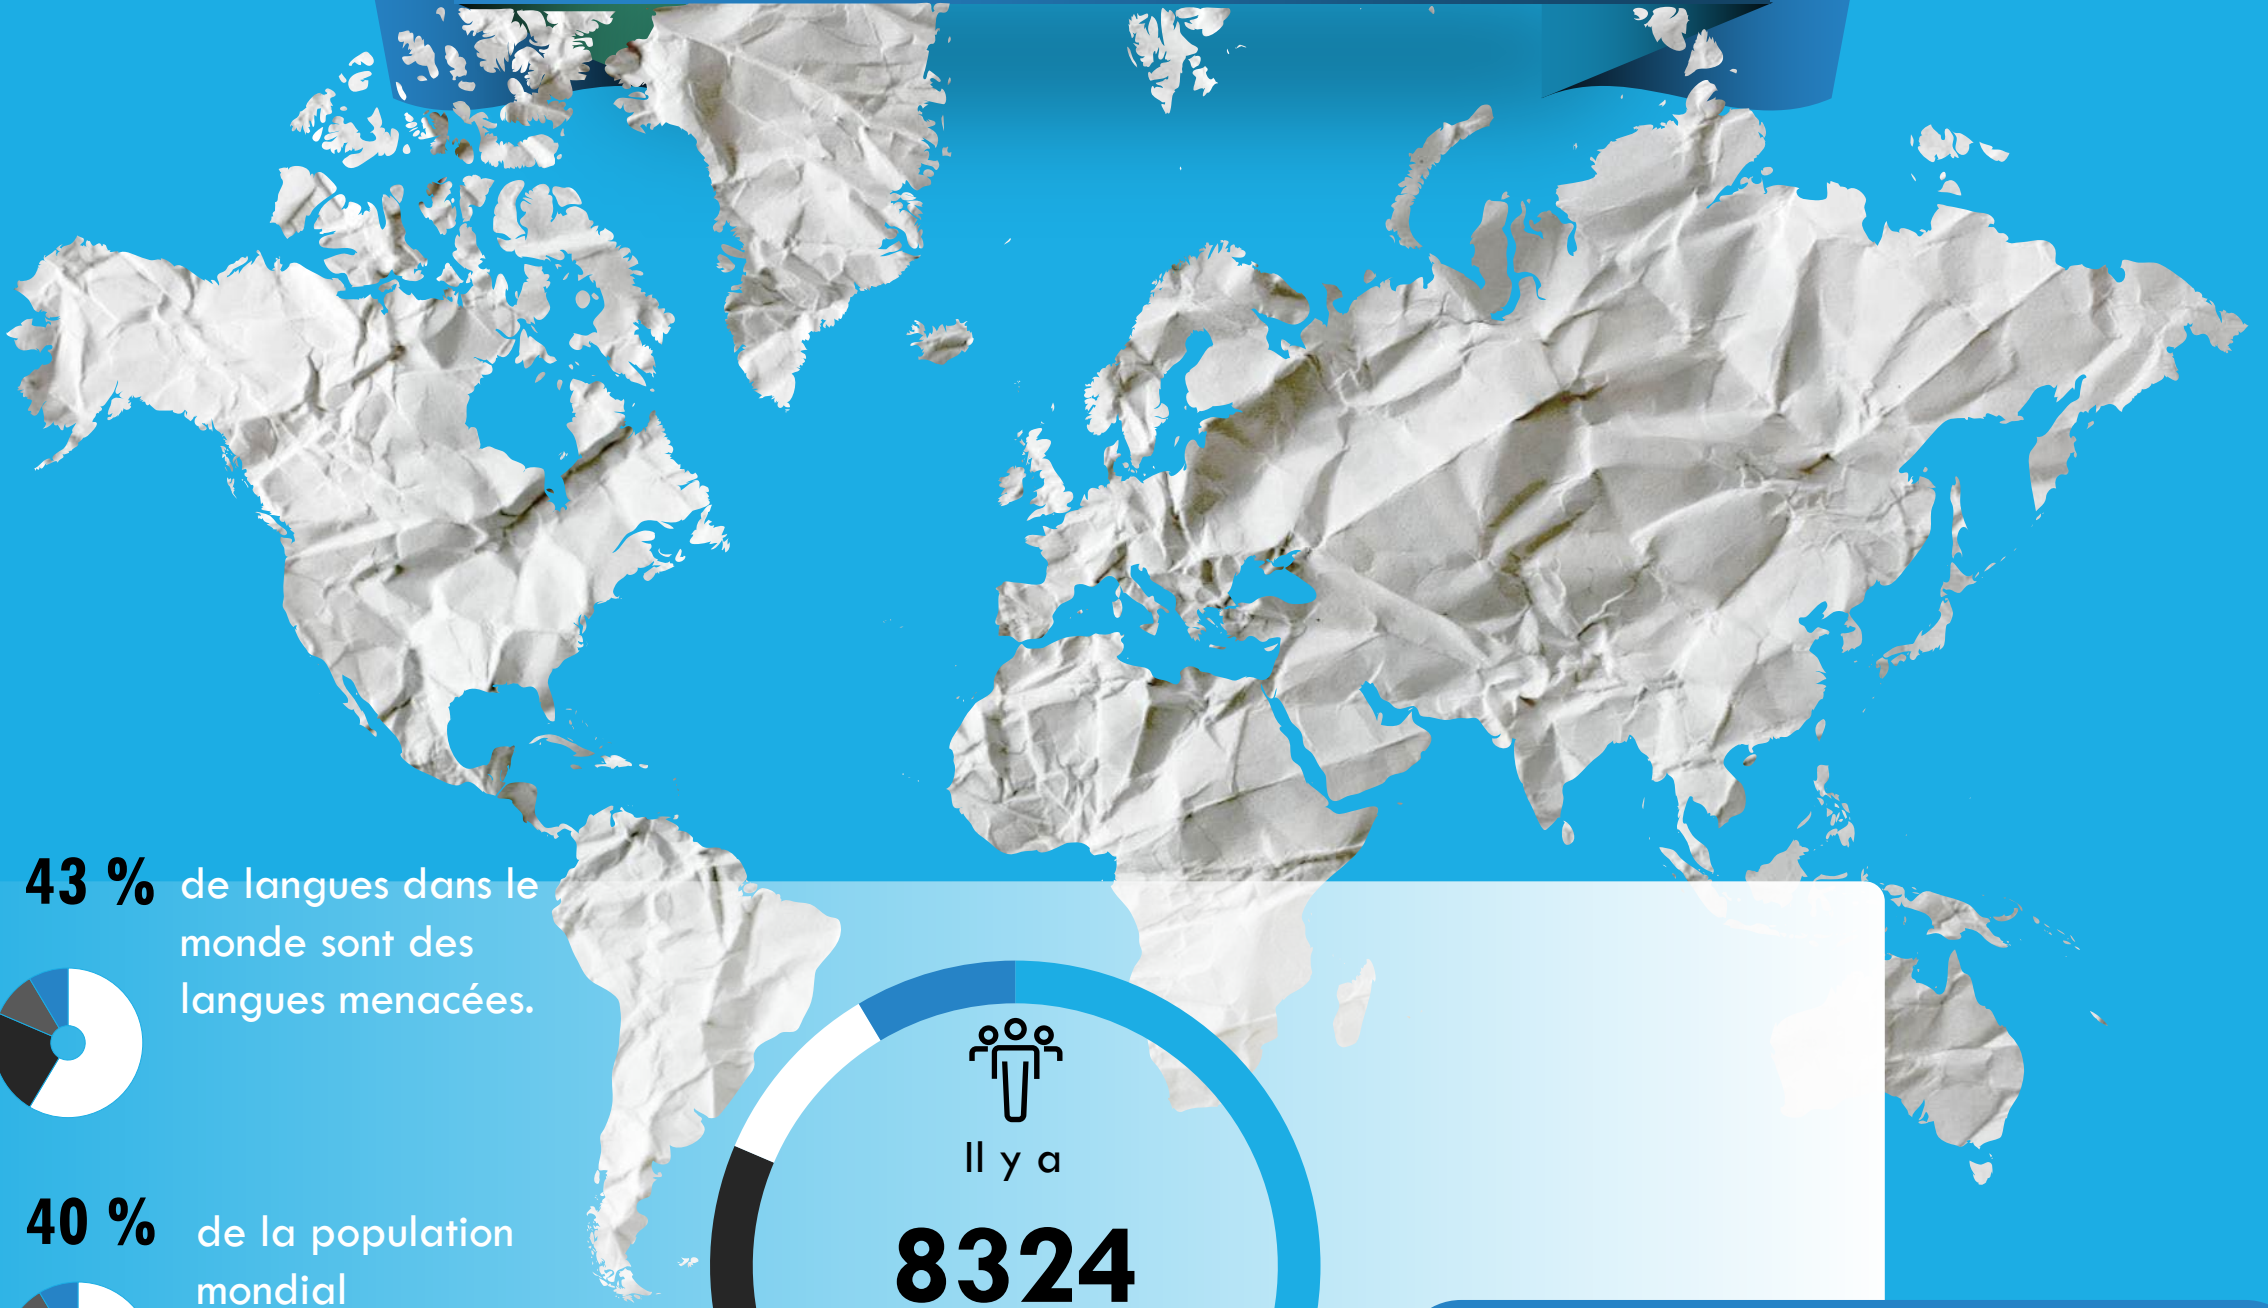 43 %
de langues dans le
monde sont des
langues menacées.
40 %
de la population
mondial
Il y a
8324